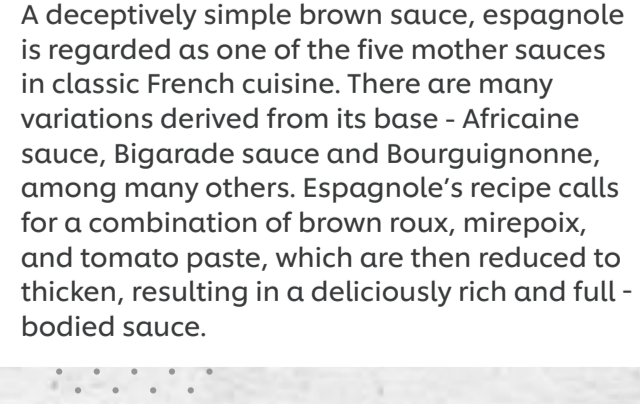 A deceptively simple brown sauce, espagnole
is regarded as one of the five mother sauces
in classic French cuisine. There are many
variations derived from its base - Africaine
sauce, Bigarade sauce and Bourguignonne,
among many others. Espagnole's recipe calls
for a combination of brown roux, mirepoix,
and tomato paste, which are then reduced to
thicken, resulting in a deliciously rich and full -
bodied sauce.